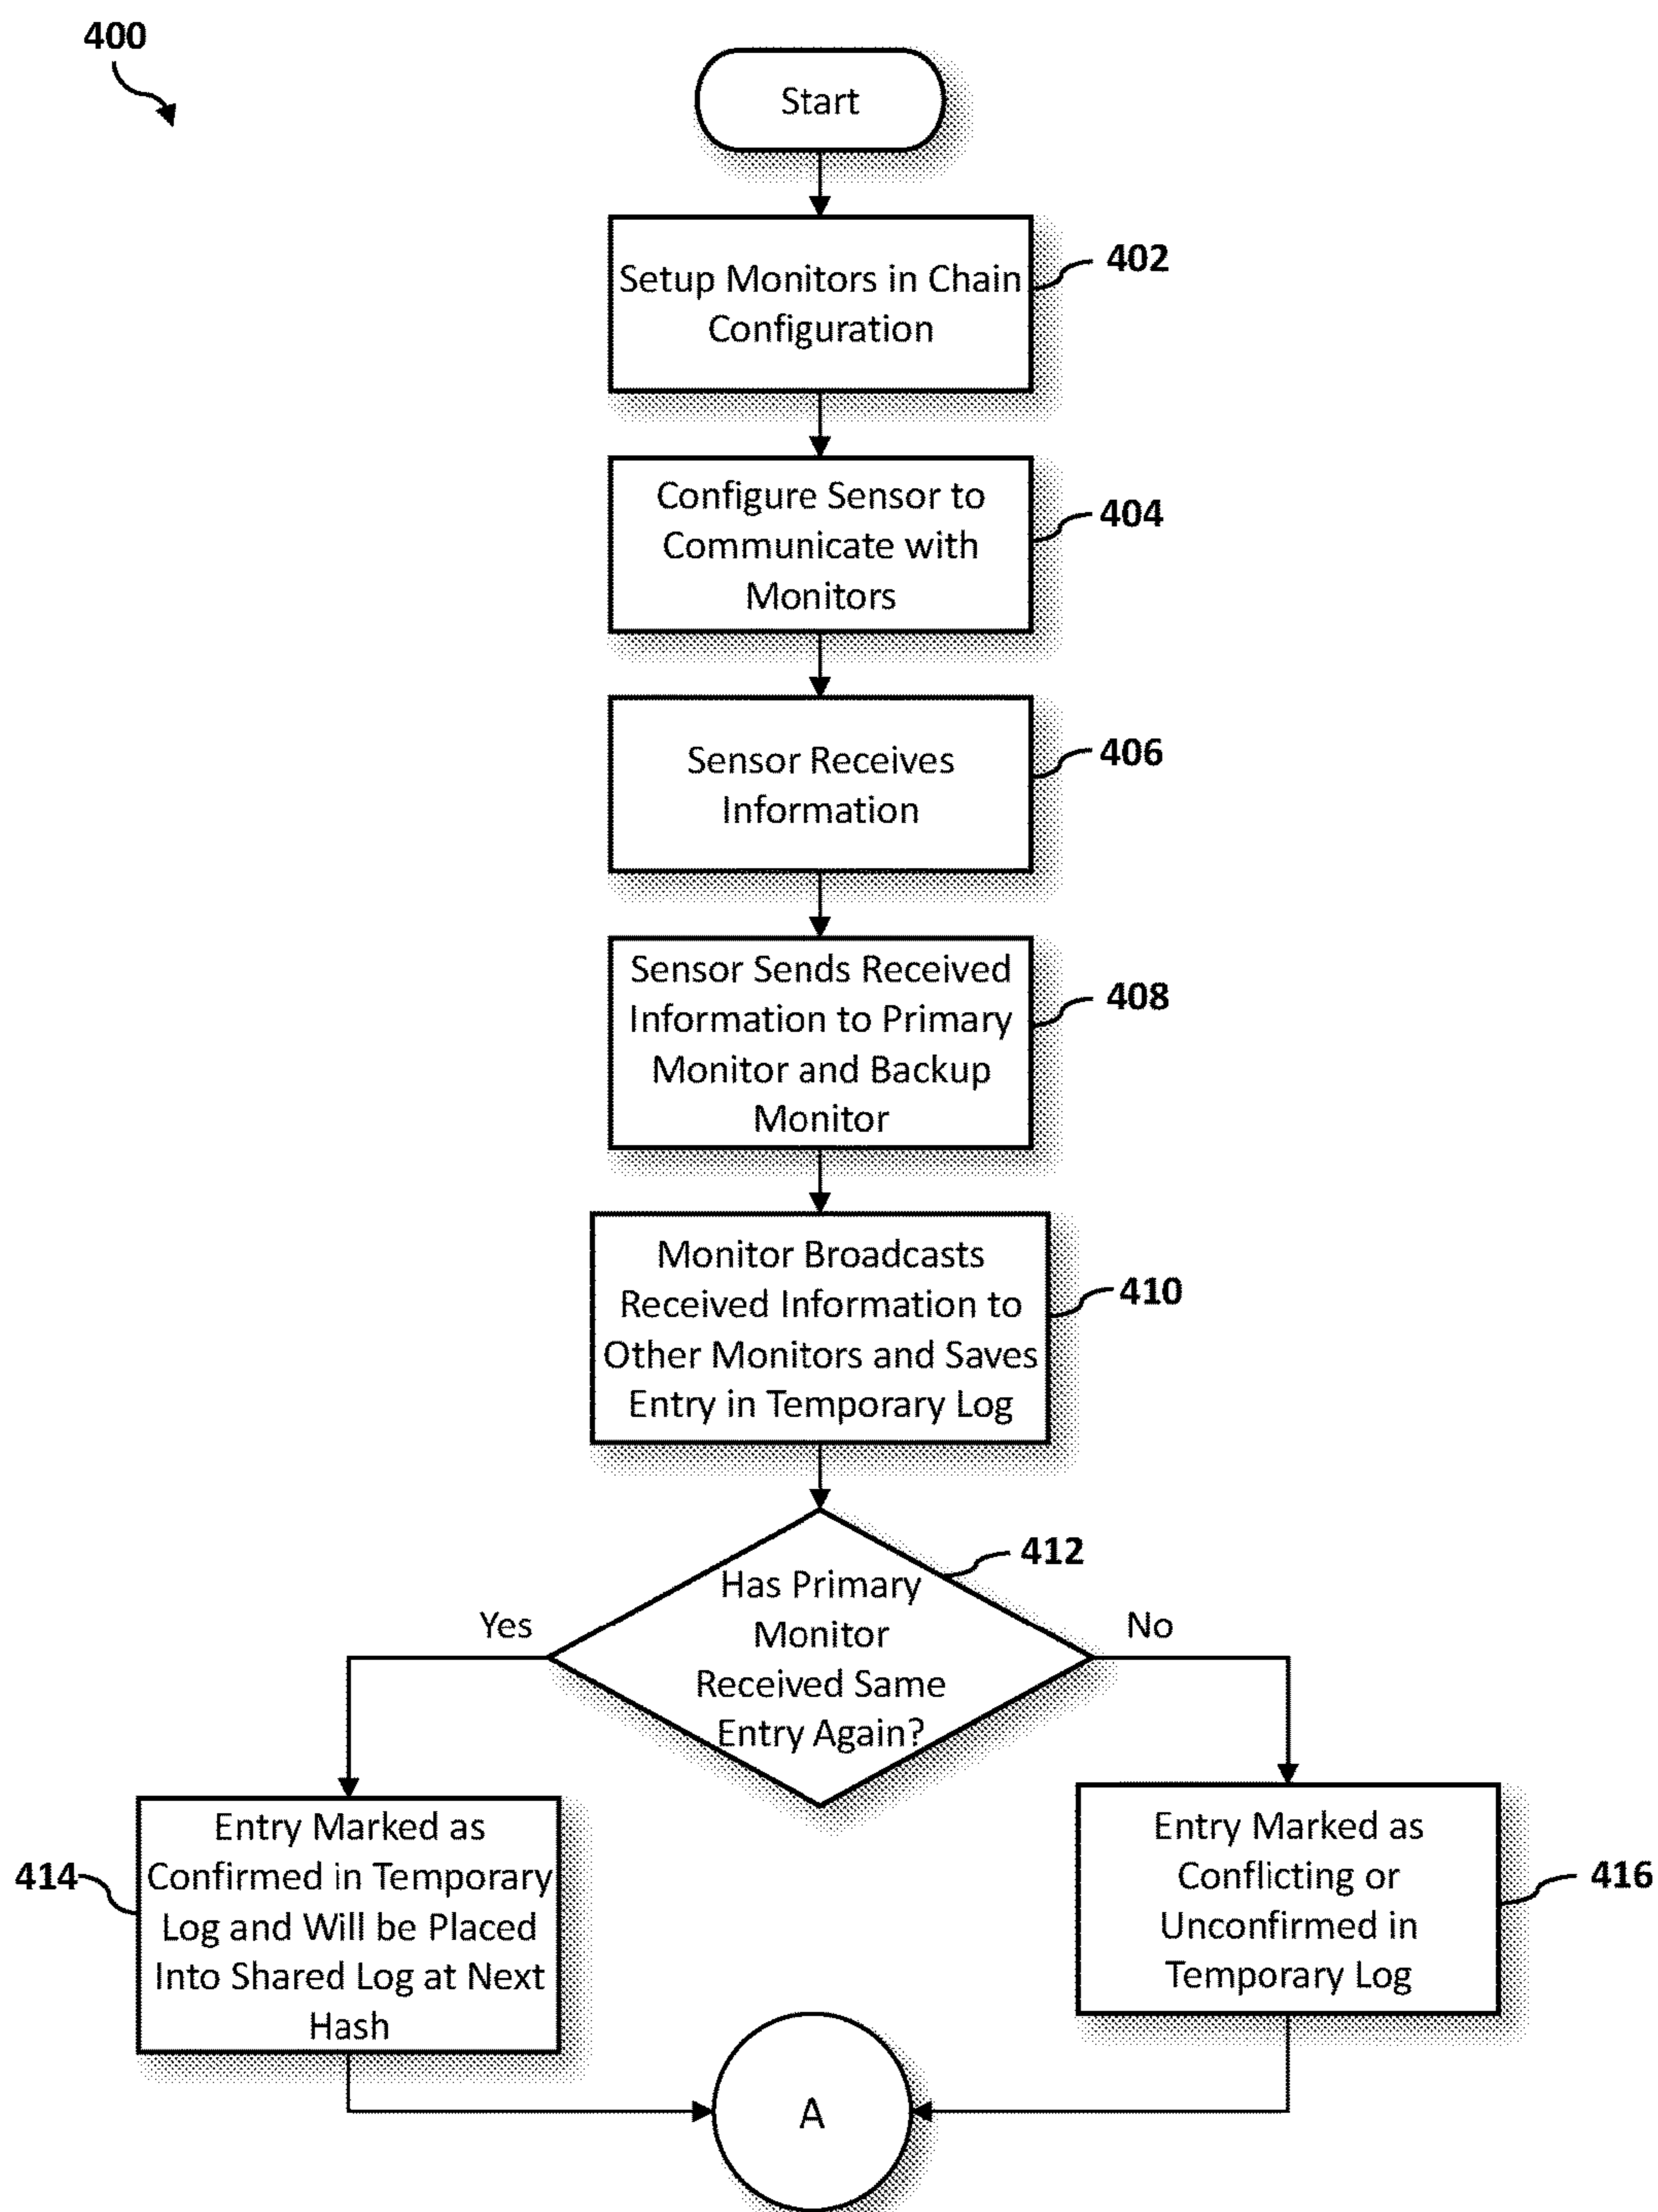 400
Start
Setup Monitors in Chain
Configuration
402
Configure Sensor to
Communicate with
Monitors
404
Sensor Receives
Information
406
Sensor Sends Received
Information to Primary
Monitor and Backup
Monitor
408
Monitor Broadcasts
Received Information to
Other Monitors and Saves
Entry in Temporary Log
410
Has Primary
Monitor
Received Same
Entry Again?
412
Yes
No
Entry Marked as
Confirmed in Temporary
Log and Will be Placed
Into Shared Log at Next
Hash
414
Entry Marked as
Conflicting or
Unconfirmed in
Temporary Log
416
A